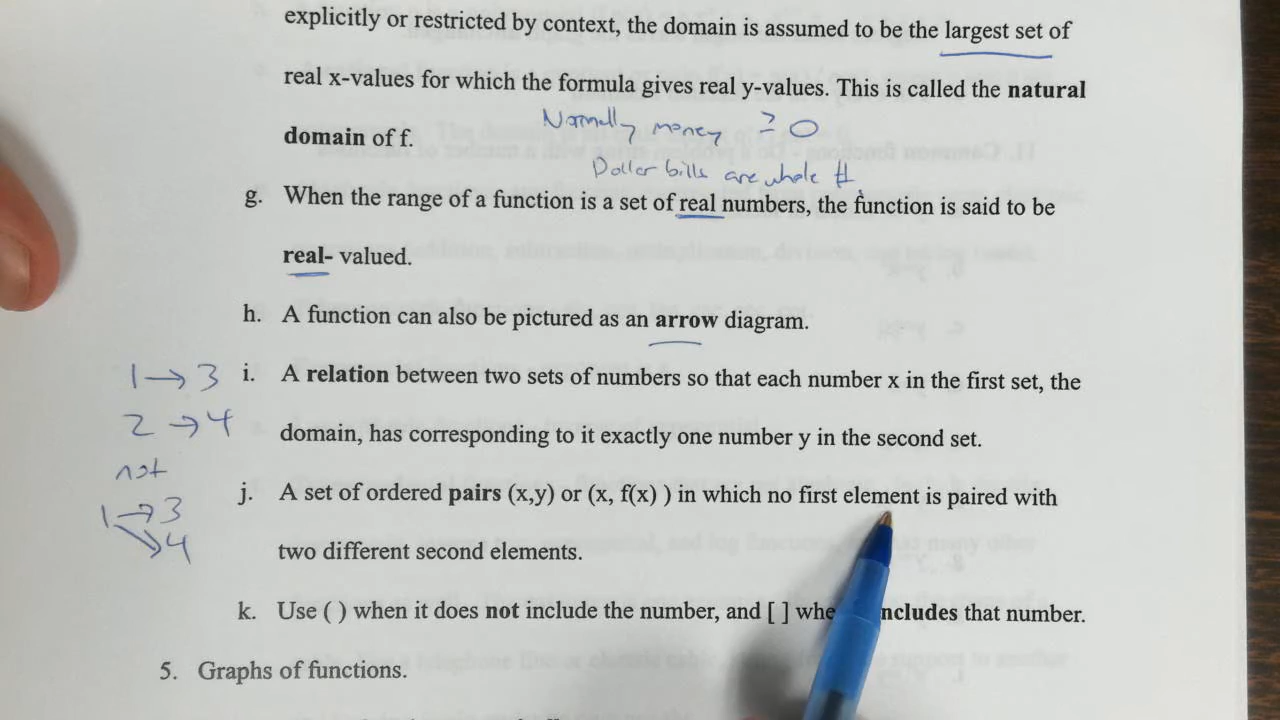 explicitly or restricted by context, the domain is assumed to be the largest set of
real x-values for which the formula gives real y-values. This is called the natural
Normally money ≥ 0
domain of f.
Dollar bills are whole #
g. When the range of a function is a set of real numbers, the function is said to be
real- valued.
h. A function can also be pictured as an arrow diagram.
1 → 3 i. A relation between two sets of numbers so that each number x in the first set, the
2 → 4 domain, has corresponding to it exactly one number y in the second set.
not
j. A set of ordered pairs (x,y) or (x, f(x) ) in which no first element is paired with
1 → 3
↘ 4 two different second elements.
k. Use ( ) when it does not include the number, and [ ] includes that number.
5. Graphs of functions.